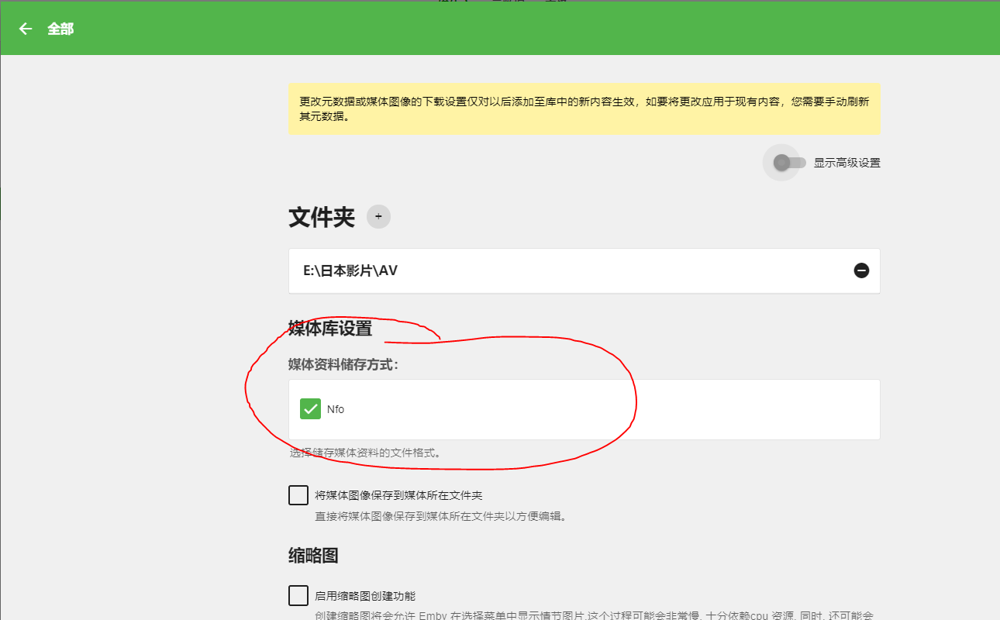 全部
更改元数据或媒体图像的下载设置仅对以后添加至库中的新内容生效，如要将更改应用于现有内容，您需要手动刷新
其元数据。
显示高级设置
文件夹 +
E:\日本影片\AV
媒体库设置
媒体资料储存方式：
Nfo
选择储存媒体资料的文件格式。
将媒体图像保存到媒体所在文件夹
直接将媒体图像保存到媒体所在文件夹以方便编辑。
缩略图
启用缩略图创建功能
创建缩略图将会允许 Emby 在选择菜单中显示情节图片.这个过程可能会非常慢, 十分依赖cpu 资源, 同时, 还可能会